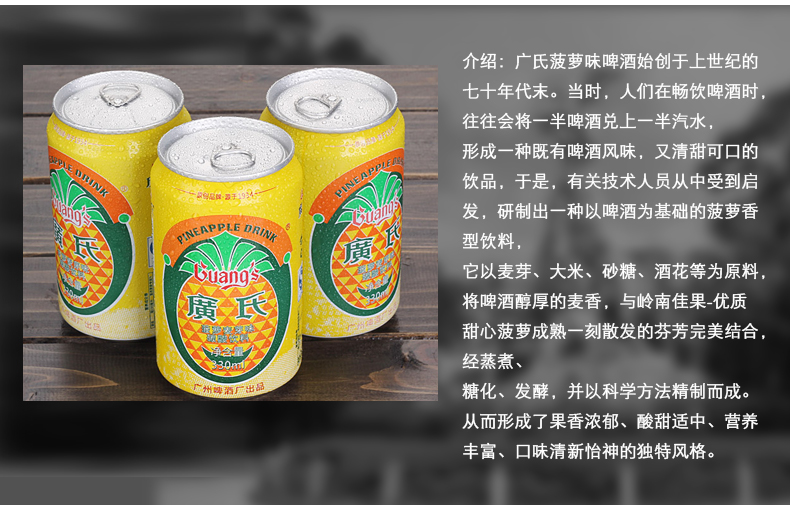 介绍：广氏菠萝味啤酒始创于上世纪的
七十年代末。当时，人们在畅饮啤酒时，
往往会将一半啤酒兑上一半汽水，
形成一种既有啤酒风味，又清甜可口的
饮品，于是，有关技术人员从中受到启
发，研制出一种以啤酒为基础的菠萝香
型饮料，
它以麦芽、大米、砂糖、酒花等为原料，
将啤酒醇厚的麦香，与岭南佳果-优质
甜心菠萝成熟一刻散发的芬芳完美结合，
经蒸煮、
糖化、发酵，并以科学方法精制而成。
从而形成了果香浓郁、酸甜适中、营养
丰富、口味清新怡神的独特风格。
PINEAPPLE DRINK
Guang's
廣氏
净含量
330ml
广州啤酒厂出品
PINEAPPLE DRINK
Guang's
廣氏
330ml
PINEAPPLE DRINK
Guang's
廣氏
330ml